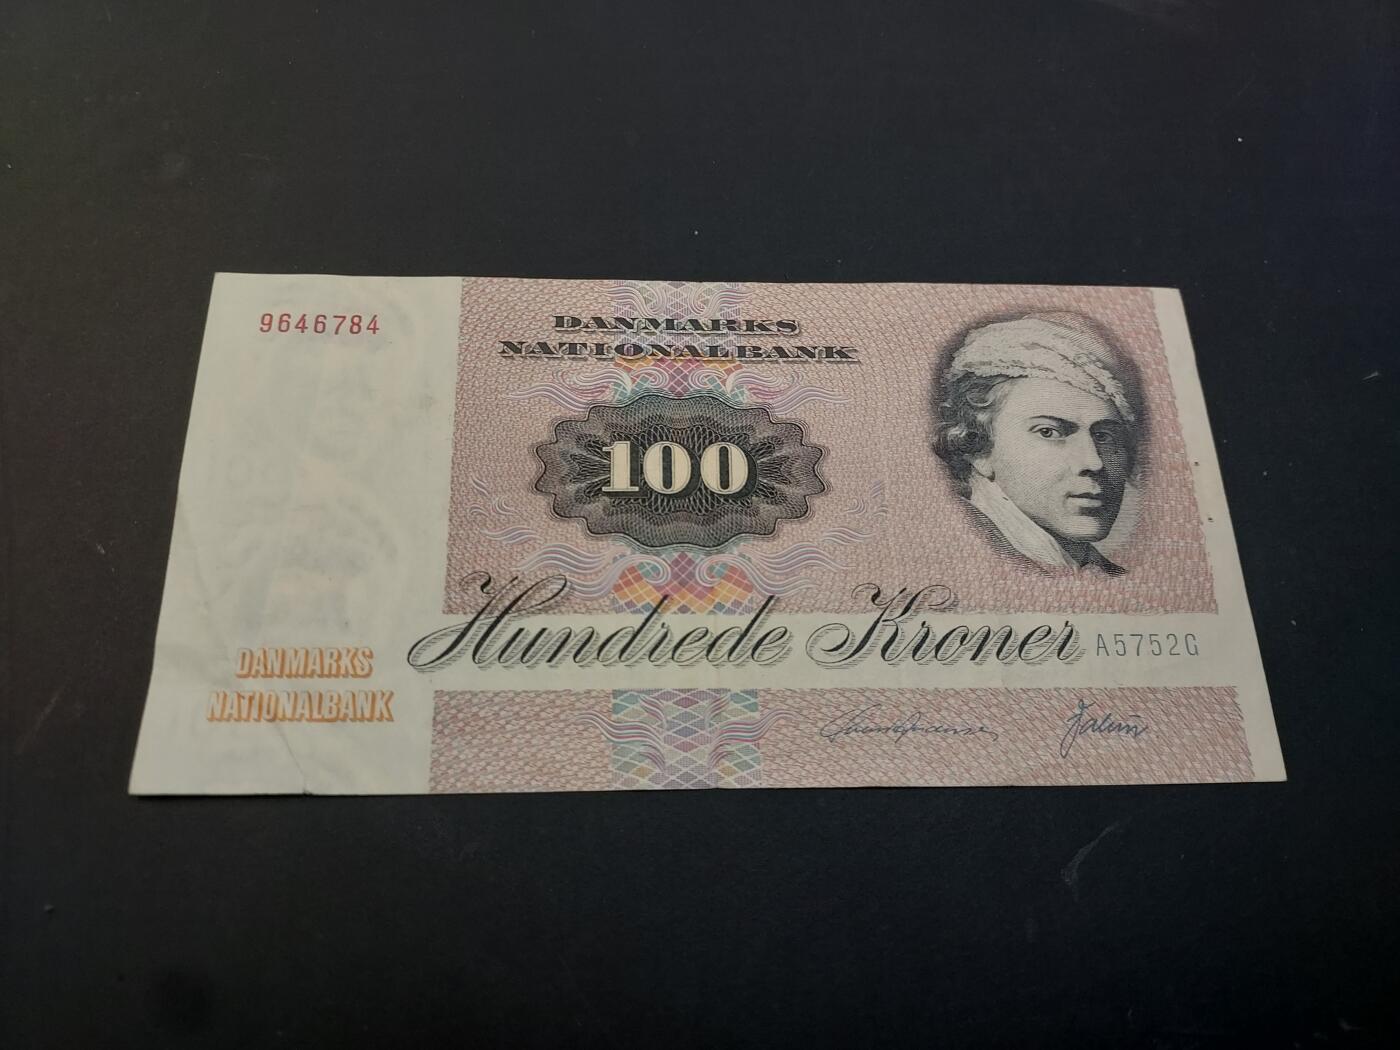 9646784
DANMARKS
NATIONALBANK
100
Hundrede Kroner
A5752G
DANMARKS
NATIONALBANK